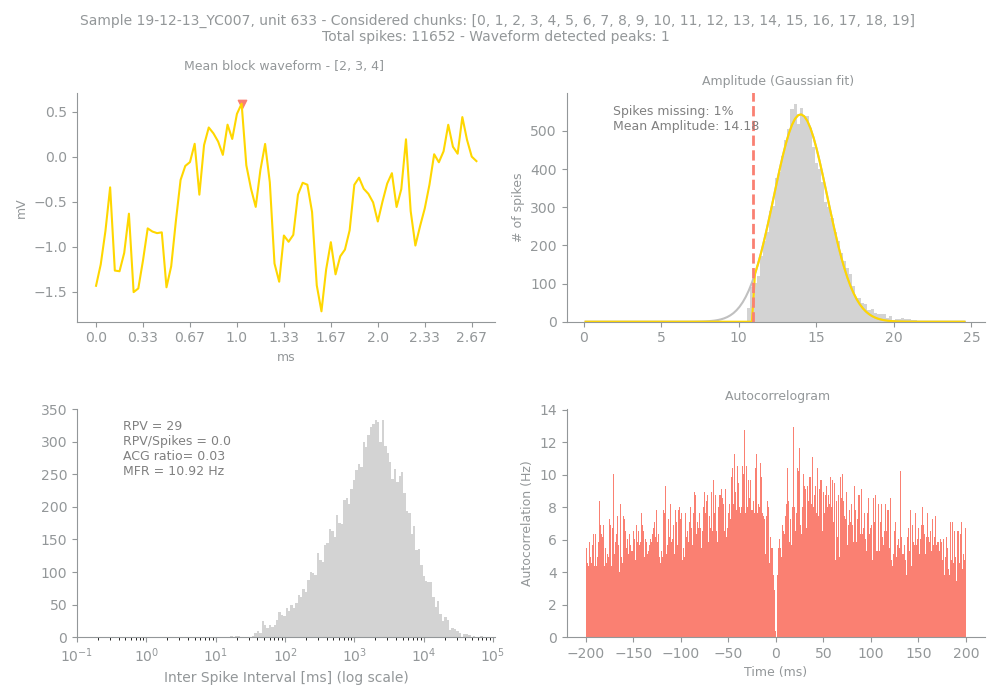 Sample 19-12-13_YC007, unit 633 - Considered chunks: [0, 1, 2, 3, 4, 5, 6, 7, 8, 9, 10, 11, 12, 13, 14, 15, 16, 17, 18, 19]
Total spikes: 11652 - Waveform detected peaks: 1
Mean block waveform - [2, 3, 4]
0.5
0.0
−0.5
−1.0
−1.5
mV
0.0 0.33 0.67 1.0 1.33 1.67 2.0 2.33 2.67
ms
Amplitude (Gaussian fit)
Spikes missing: 1%
Mean Amplitude: 14.18
500
400
300
200
100
0
# of spikes
0 5 10 15 20 25
350
300
250
200
150
100
50
0
RPV = 29
RPV/Spikes = 0.0
ACG ratio= 0.03
MFR = 10.92 Hz
10⁻¹ 10⁰ 10¹ 10² 10³ 10⁴ 10⁵
Inter Spike Interval [ms] (log scale)
Autocorrelogram
14
12
10
8
6
4
2
0
Autocorrelation (Hz)
−200 −150 −100 −50 0 50 100 150 200
Time (ms)